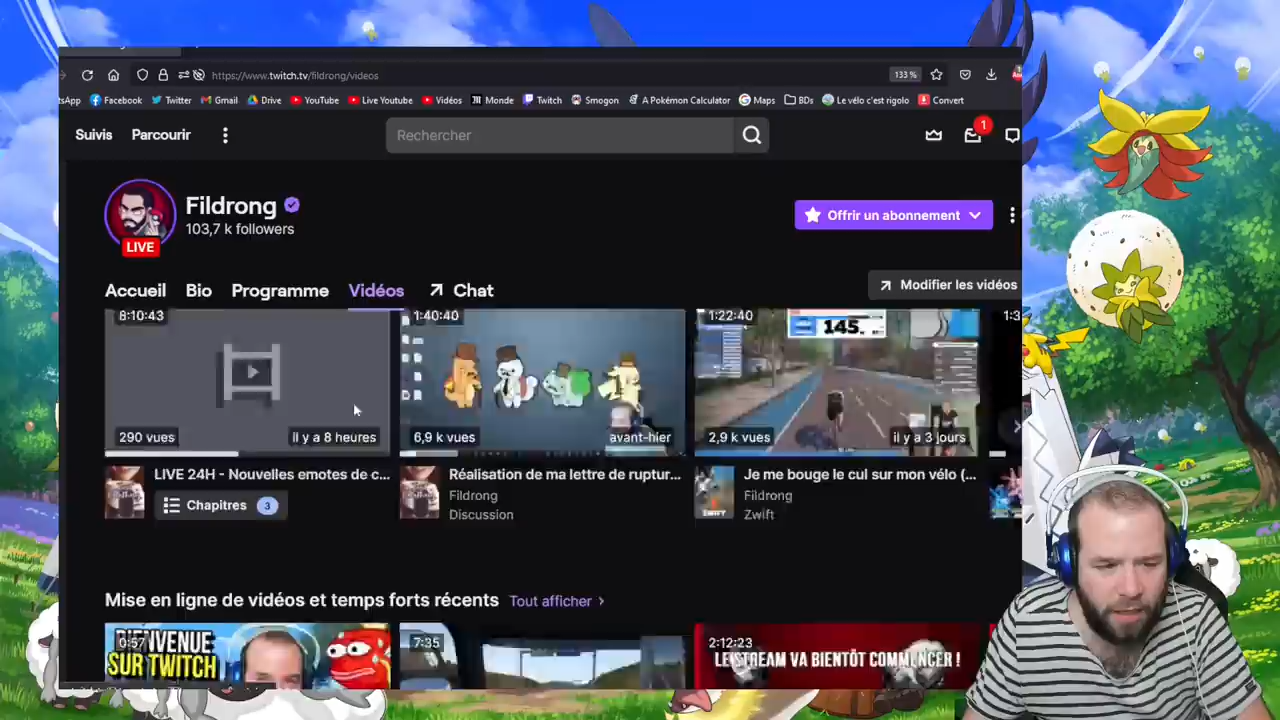 https://www.twitch.tv/fildrong/videos
133 %
tsApp Facebook Twitter Gmail Drive YouTube Live Youtube Vidéos Monde Twitch Smogon A Pokémon Calculator Maps BDs Le vélo c'est rigolo Convert
Suivis Parcourir Rechercher 1
Fildrong
103,7 k followers
LIVE
Offrir un abonnement
Accueil Bio Programme Vidéos Chat
Modifier les vidéos
8:10:43 1:40:40 1:22:40 1:3
145
290 vues Il y a 8 heures 6,9 k vues avant-hier 2,9 k vues il y a 3 jours
LIVE 24H - Nouvelles emotes de c... Réalisation de ma lettre de ruptur... Je me bouge le cul sur mon vélo (...
Chapitres 3 Fildrong Fildrong
Discussion Zwift
ZWIFT
Mise en ligne de vidéos et temps forts récents Tout afficher
0:57 7:35 2:12:23
BIENVENUE
SUR TWITCH
LE STREAM VA BIENTÔT COMMENCER !